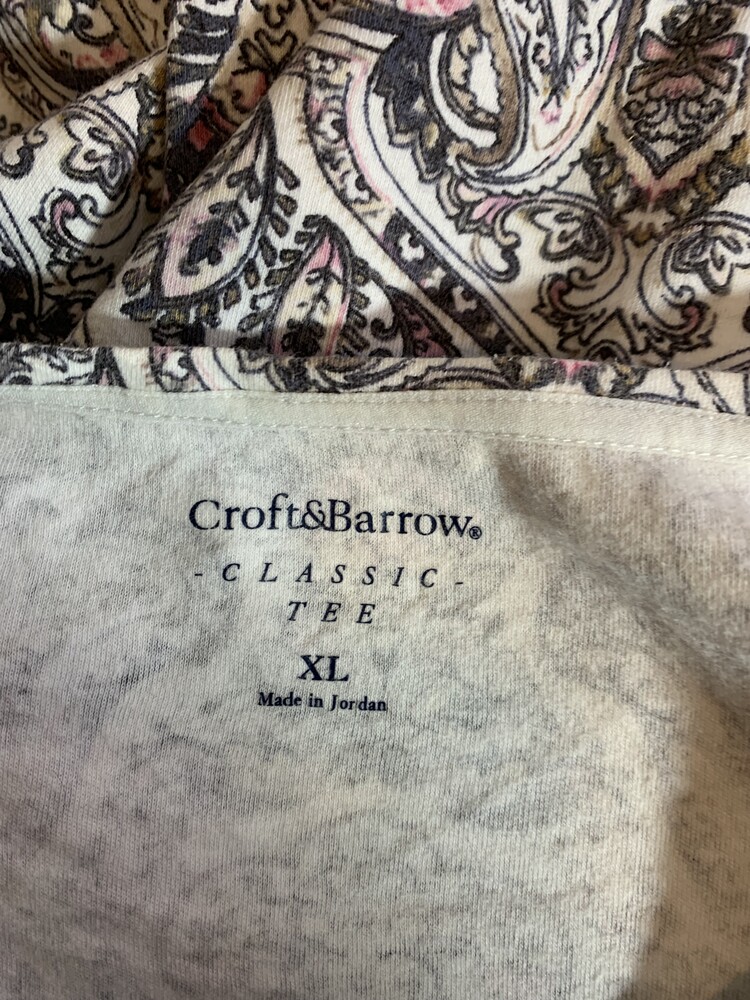 Croft&Barrow®
- C L A S S I C -
T E E
XL
Made in Jordan